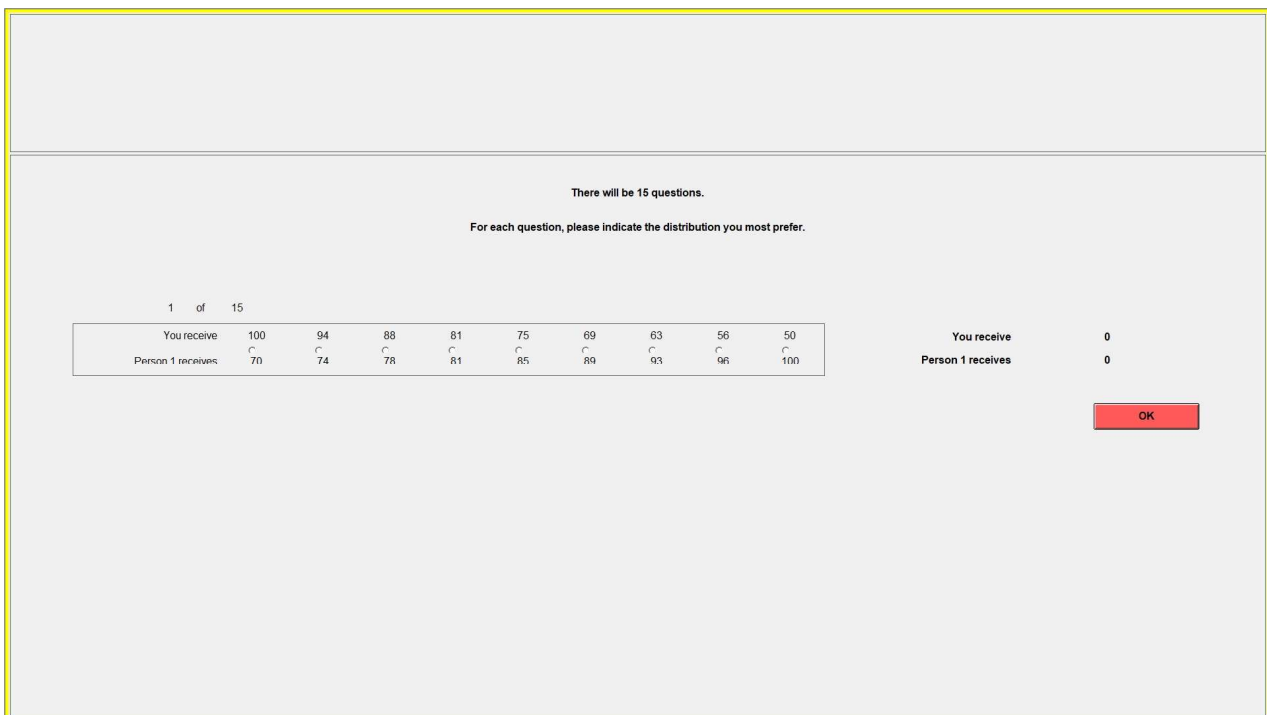 There will be 15 questions.
For each question, please indicate the distribution you most prefer.
1 of 15
You receive 100 94 88 81 75 69 63 56 50
Person 1 receives 70 74 78 81 85 89 93 96 100
You receive 0
Person 1 receives 0
OK